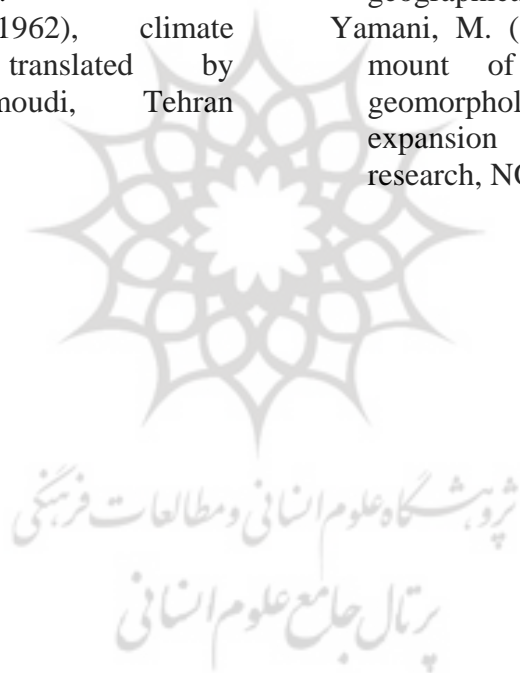 1962), climate
translated by
moudi, Tehran
Yamani, M. (
mount of
geomorphol
expansion
research, NC
پژوهشگاه علوم انسانی و مطالعات فرهنگی
پرتال جامع علوم انسانی